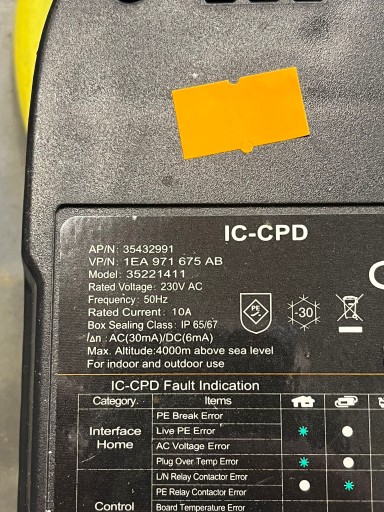 IC-CPD
AP/N: 35432991
VP/N: 1EA 971 675 AB
Model: 35221411
Rated Voltage: 230V AC
Frequency: 50Hz
Rated Current: 10A
Box Sealing Class: IP 65/67
I∆n :AC(30mA)/DC(6mA)
Max. Altitude:4000m above sea level
For indoor and outdoor use
PE
-30
IC-CPD Fault Indication
Category. Items
Interface Home
PE Break Error
Live PE Error
AC Voltage Error
Plug Over Temp Error
Control
L/N Relay Contactor Error
PE Relay Contactor Error
Board Temperature Error